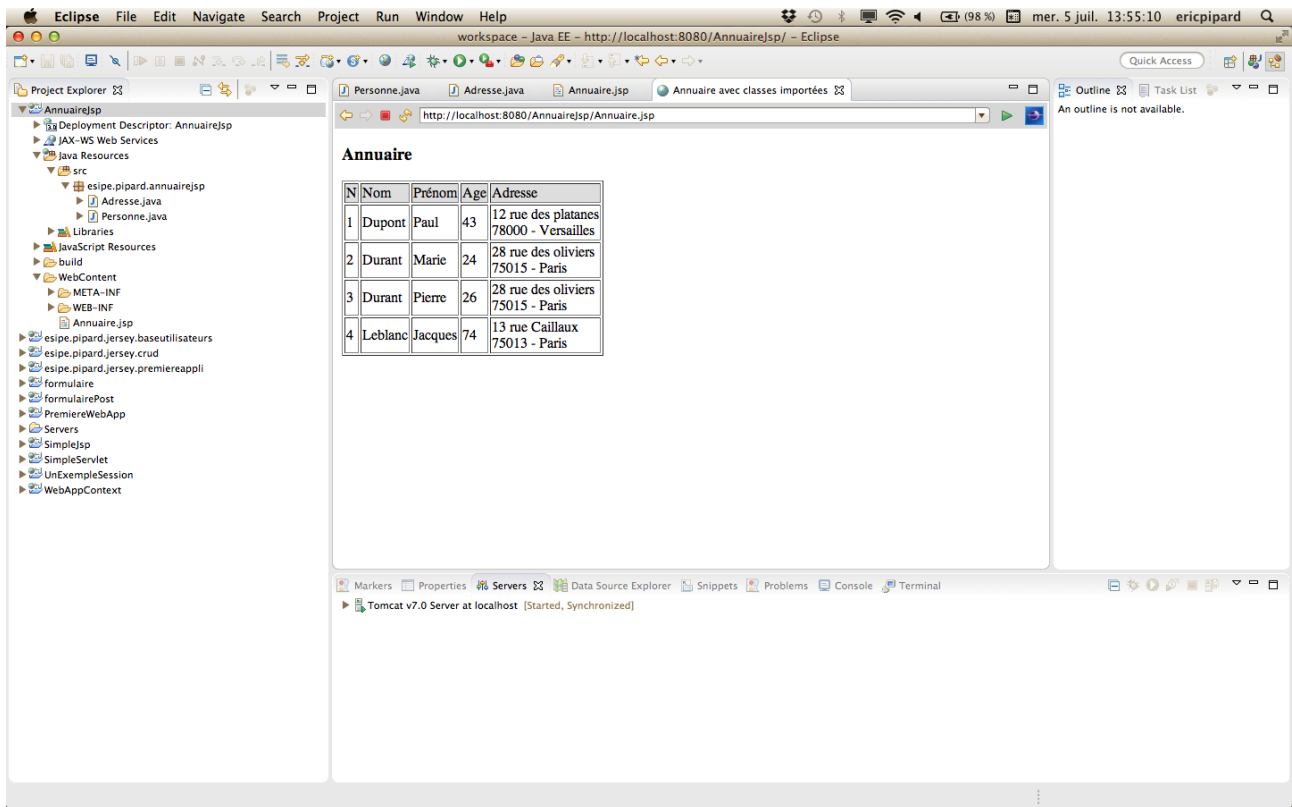 Eclipse File Edit Navigate Search Project Run Window Help (98 %) mer. 5 juil. 13:55:10 ericpipard
workspace – Java EE – http://localhost:8080/AnnuaireJsp/ – Eclipse
Quick Access
Project Explorer
AnnuaireJsp
Deployment Descriptor: AnnuaireJsp
JAX-WS Web Services
Java Resources
src
esipe.pipard.annuairejsp
Adresse.java
Personne.java
Libraries
JavaScript Resources
build
WebContent
META-INF
WEB-INF
Annuaire.jsp
esipe.pipard.jersey.baseutilisateurs
esipe.pipard.jersey.crud
esipe.pipard.jersey.premiereappli
formulaire
formulairePost
PremiereWebApp
Servers
SimpleJsp
SimpleServlet
UnExempleSession
WebAppContext
Personne.java Adresse.java Annuaire.jsp Annuaire avec classes importées
http://localhost:8080/AnnuaireJsp/Annuaire.jsp
Annuaire
N Nom Prénom Age Adresse
1 Dupont Paul 43 12 rue des platanes
78000 - Versailles
2 Durant Marie 24 28 rue des oliviers
75015 - Paris
3 Durant Pierre 26 28 rue des oliviers
75015 - Paris
4 Leblanc Jacques 74 13 rue Caillaux
75013 - Paris
Outline Task List
An outline is not available.
Markers Properties Servers Data Source Explorer Snippets Problems Console Terminal
Tomcat v7.0 Server at localhost [Started, Synchronized]